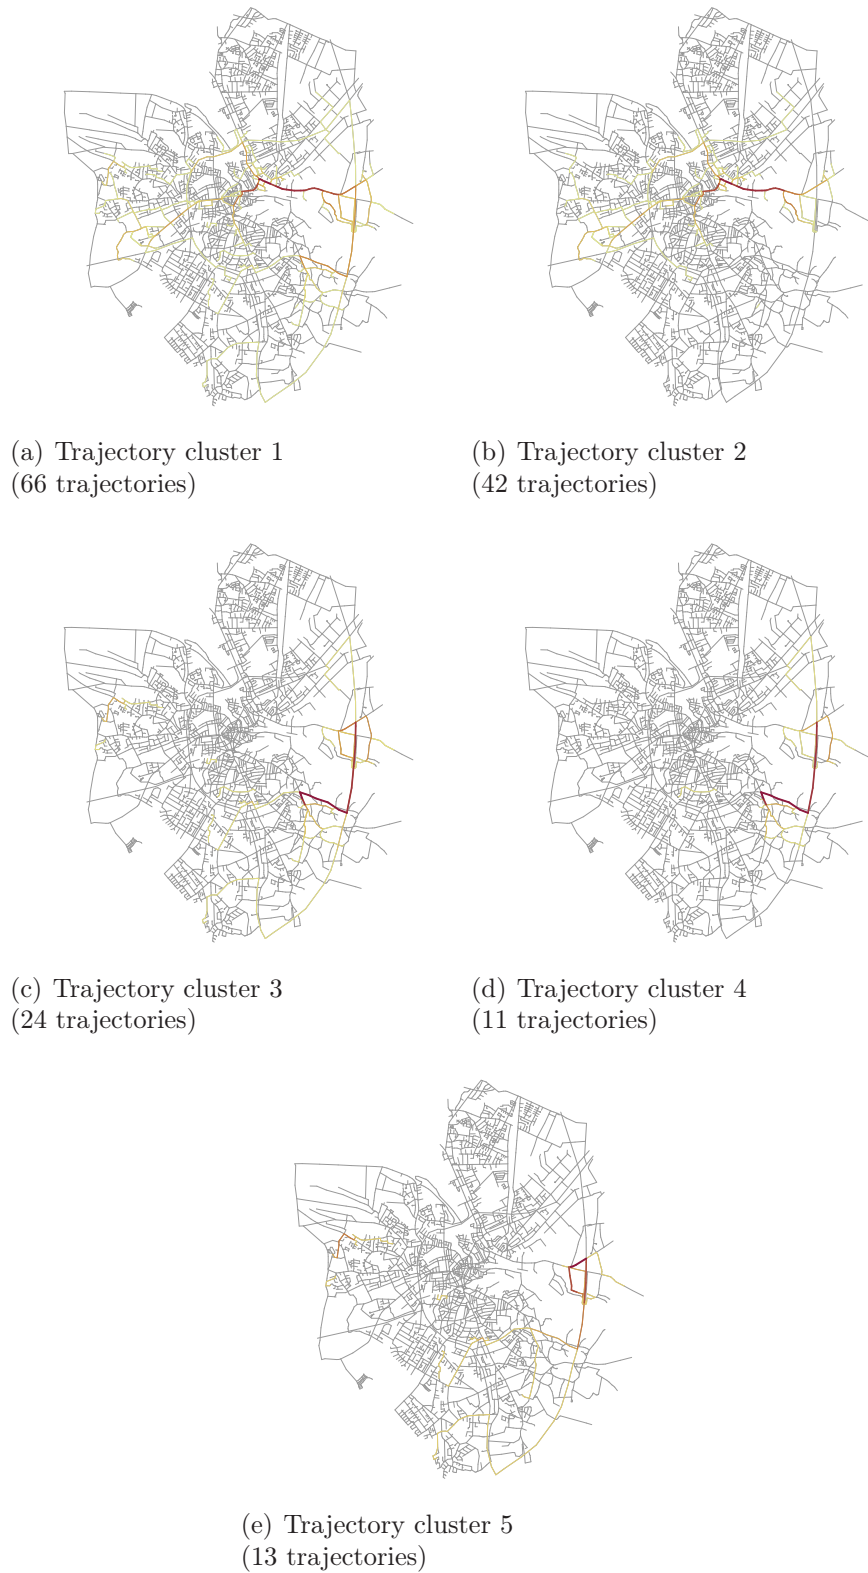 (a) Trajectory cluster 1
(66 trajectories)
(b) Trajectory cluster 2
(42 trajectories)
(c) Trajectory cluster 3
(24 trajectories)
(d) Trajectory cluster 4
(11 trajectories)
(e) Trajectory cluster 5
(13 trajectories)